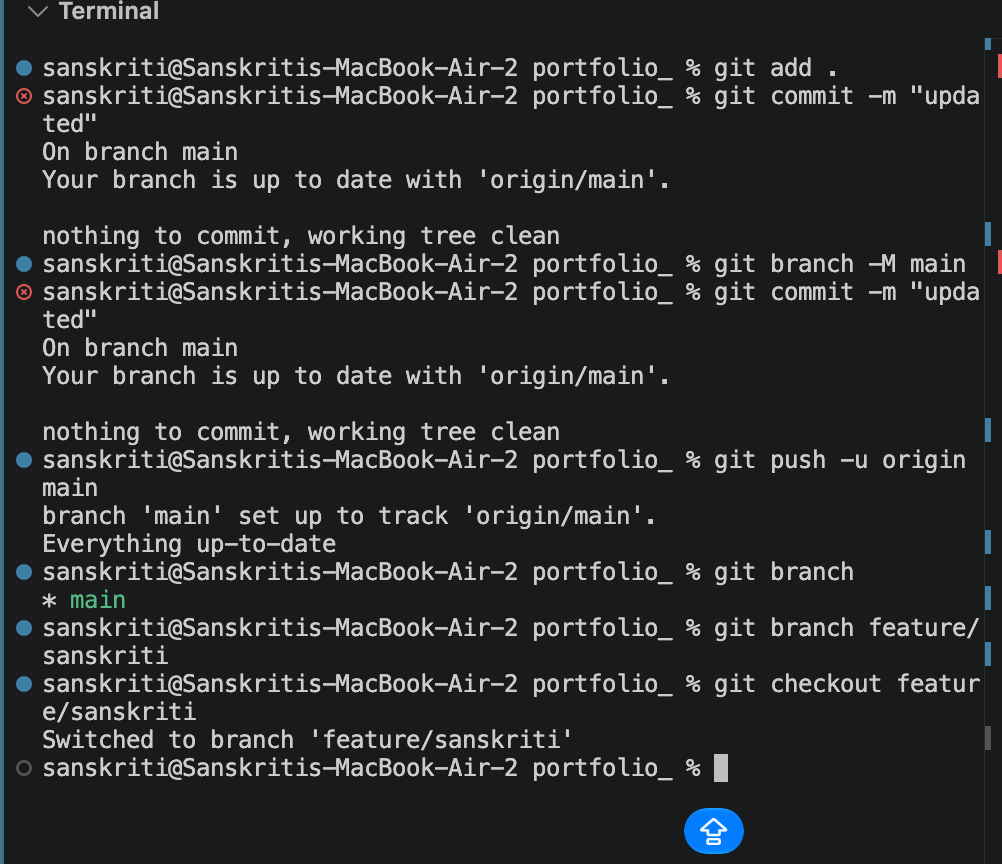 Terminal
sanskriti@Sanskritis-MacBook-Air-2 portfolio_ % git add .
sanskriti@Sanskritis-MacBook-Air-2 portfolio_ % git commit -m "upda
ted"
On branch main
Your branch is up to date with 'origin/main'.
nothing to commit, working tree clean
sanskriti@Sanskritis-MacBook-Air-2 portfolio_ % git branch -M main
sanskriti@Sanskritis-MacBook-Air-2 portfolio_ % git commit -m "upda
ted"
On branch main
Your branch is up to date with 'origin/main'.
nothing to commit, working tree clean
sanskriti@Sanskritis-MacBook-Air-2 portfolio_ % git push -u origin
main
branch 'main' set up to track 'origin/main'.
Everything up-to-date
sanskriti@Sanskritis-MacBook-Air-2 portfolio_ % git branch
* main
sanskriti@Sanskritis-MacBook-Air-2 portfolio_ % git branch feature/
sanskriti
sanskriti@Sanskritis-MacBook-Air-2 portfolio_ % git checkout featur
e/sanskriti
Switched to branch 'feature/sanskriti'
sanskriti@Sanskritis-MacBook-Air-2 portfolio_ %